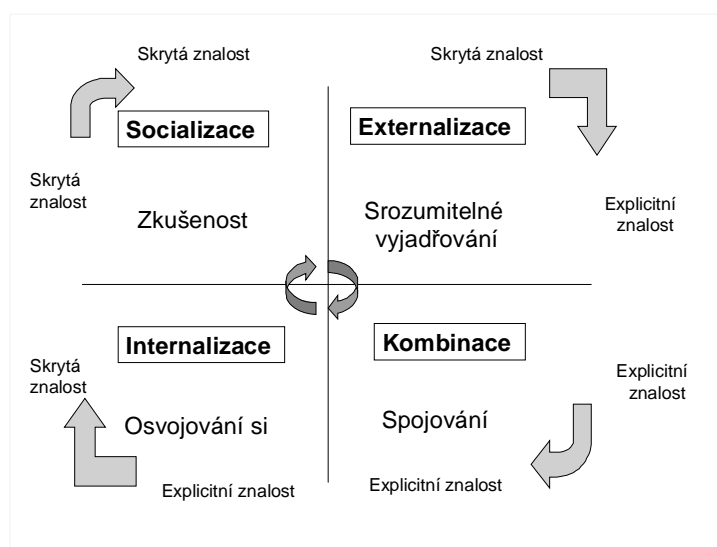 Skrytá znalost
Skrytá znalost
Socializace
Externalizace
Skrytá
znalost
Zkušenost
Srozumitelné
vyjadřování
Explicitní
znalost
Internalizace
Kombinace
Skrytá
znalost
Explicitní
znalost
Osvojování si
Spojování
Explicitní znalost
Explicitní znalost